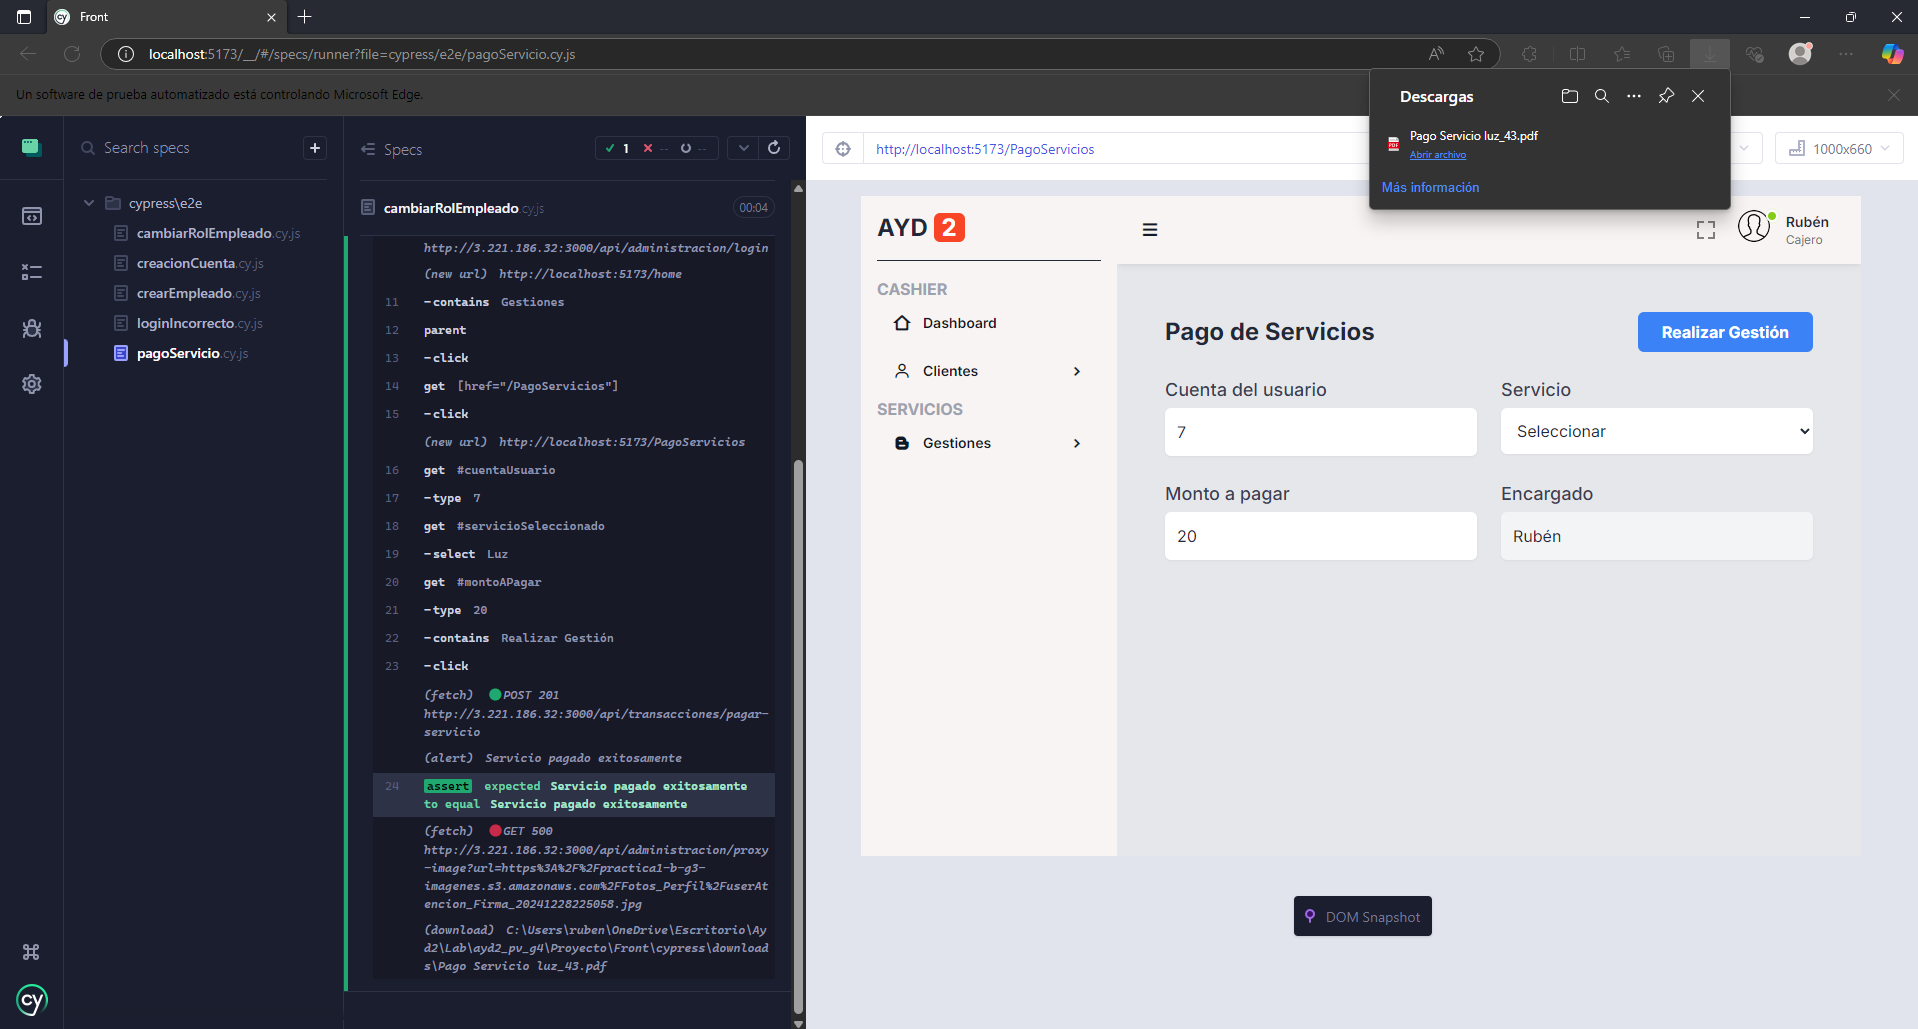 Front
localhost:5173/__/#/specs/runner?file=cypress/e2e/pagoServicio.cy.js
Un software de prueba automatizado está controlando Microsoft Edge.
Descargas
Pago Servicio luz_43.pdf
Abrir archivo
Más información
Search specs
+
cypress\e2e
cambiarRolEmpleado.cy.js
creacionCuenta.cy.js
crearEmpleado.cy.js
loginIncorrecto.cy.js
pagoServicio.cy.js
cy
Specs
1
--
--
cambiarRolEmpleado.cy.js
00:04
http://3.221.186.32:3000/api/administracion/login
(new url) http://localhost:5173/home
11 -contains Gestiones
12 parent
13 -click
14 get [href="/PagoServicios"]
15 -click
(new url) http://localhost:5173/PagoServicios
16 get #cuentaUsuario
17 -type 7
18 get #servicioSeleccionado
19 -select Luz
20 get #montoAPagar
21 -type 20
22 -contains Realizar Gestión
23 -click
(fetch) POST 201
http://3.221.186.32:3000/api/transacciones/pagar-
servicio
(alert) Servicio pagado exitosamente
24 assert expected Servicio pagado exitosamente
to equal Servicio pagado exitosamente
(fetch) GET 500
http://3.221.186.32:3000/api/administracion/proxy
-image?url=https%3A%2F%2Fpractica1-b-g3-
imagenes.s3.amazonaws.com%2FFotos_Perfil%2FuserAt
encion_Firma_20241228225058.jpg
(download) C:\Users\ruben\OneDrive\Escritorio\Ay
d2\Lab\ayd2_pv_g4\Proyecto\Front\cypress\download
s\Pago Servicio luz_43.pdf
http://localhost:5173/PagoServicios
1000x660
AYD 2
CASHIER
Dashboard
Clientes
SERVICIOS
Gestiones
Rubén
Cajero
Pago de Servicios
Realizar Gestión
Cuenta del usuario
Servicio
7
Seleccionar
Monto a pagar
Encargado
20
Rubén
DOM Snapshot